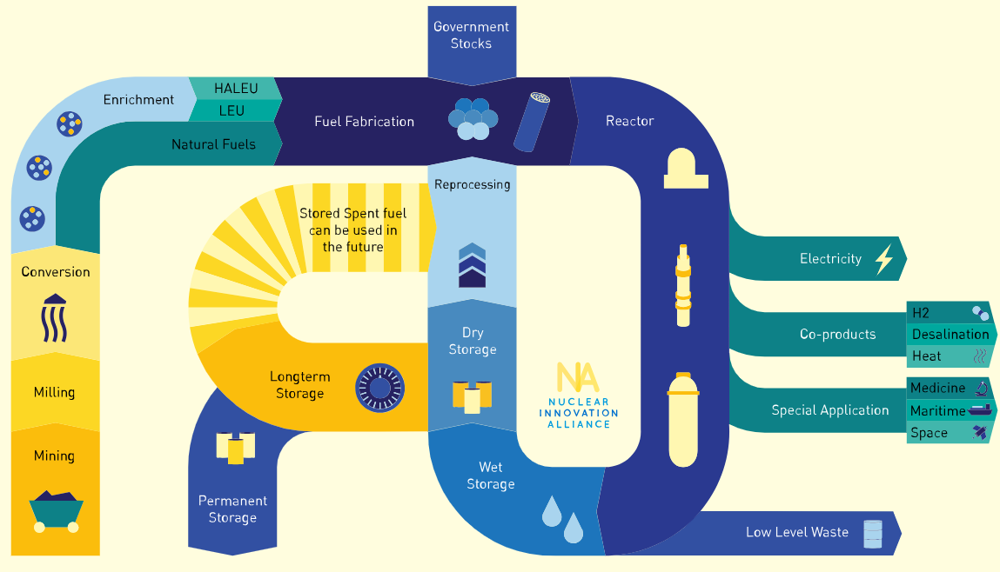 Government
Stocks
Enrichment
HALEU
LEU
Natural Fuels
Fuel Fabrication
Reactor
Reprocessing
Stored Spent fuel
can be used in
the future
Conversion
Milling
Mining
Longterm
Storage
Dry
Storage
Permanent
Storage
Wet
Storage
NA
NUCLEAR
INNOVATION
ALLIANCE
Electricity
Co-products
H2
Desalination
Heat
Special Application
Medicine
Maritime
Space
Low Level Waste